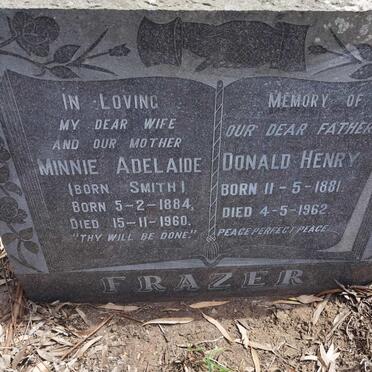 IN LOVING
MY DEAR WIFE
AND OUR MOTHER
MINNIE ADELAIDE
(BORN SMITH)
BORN 5-2-1884,
DIED 15-11-1960.
"THY WILL BE DONE."
MEMORY OF
OUR DEAR FATHER
DONALD HENRY
BORN 11-5-1881.
DIED 4-5-1962.
PEACE PERFECT PEACE
FRAZER